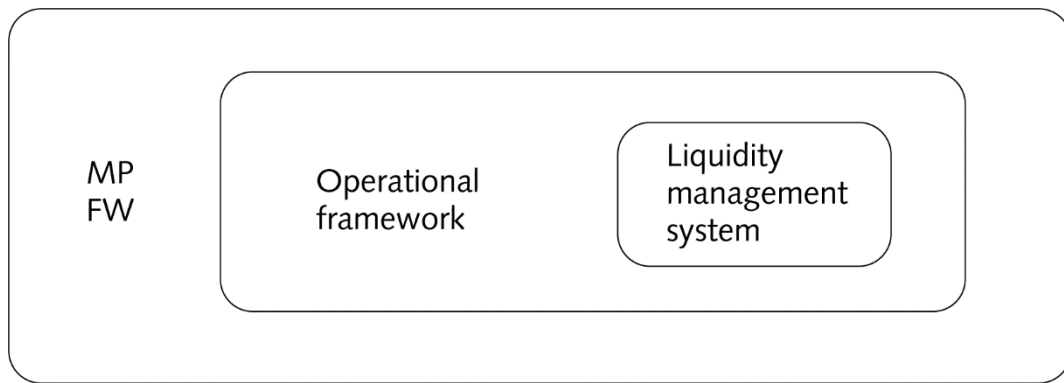 MP
FW
Operational
framework
Liquidity
management
system